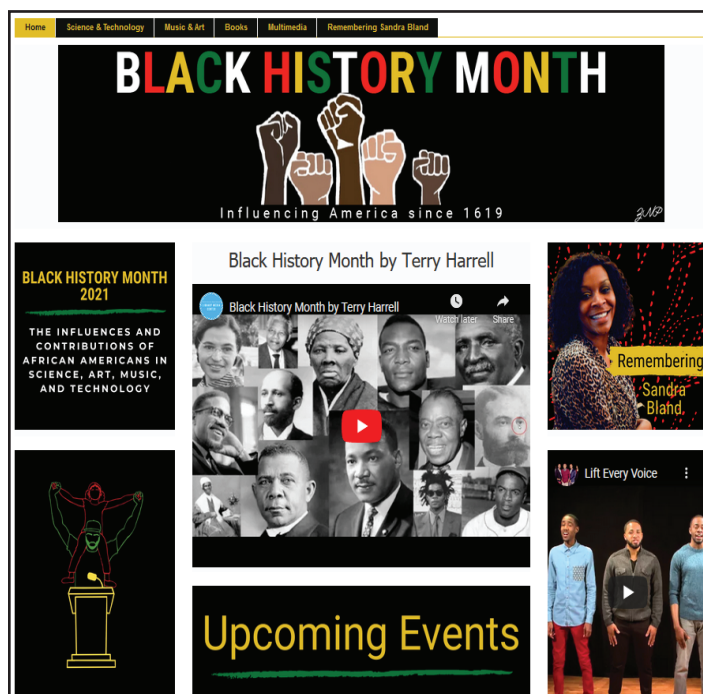 Home Science & Technology Music & Art Books Multimedia Remembering Sandra Bland
BLACK HISTORY MONTH
Influencing America since 1619
BLACK HISTORY MONTH
2021
THE INFLUENCES AND
CONTRIBUTIONS OF
AFRICAN AMERICANS IN
SCIENCE, ART, MUSIC,
AND TECHNOLOGY
Black History Month by Terry Harrell
Black History Month by Terry Harrell
Watch later Share
Upcoming Events
Remembering
Sandra
Bland
Lift Every Voice